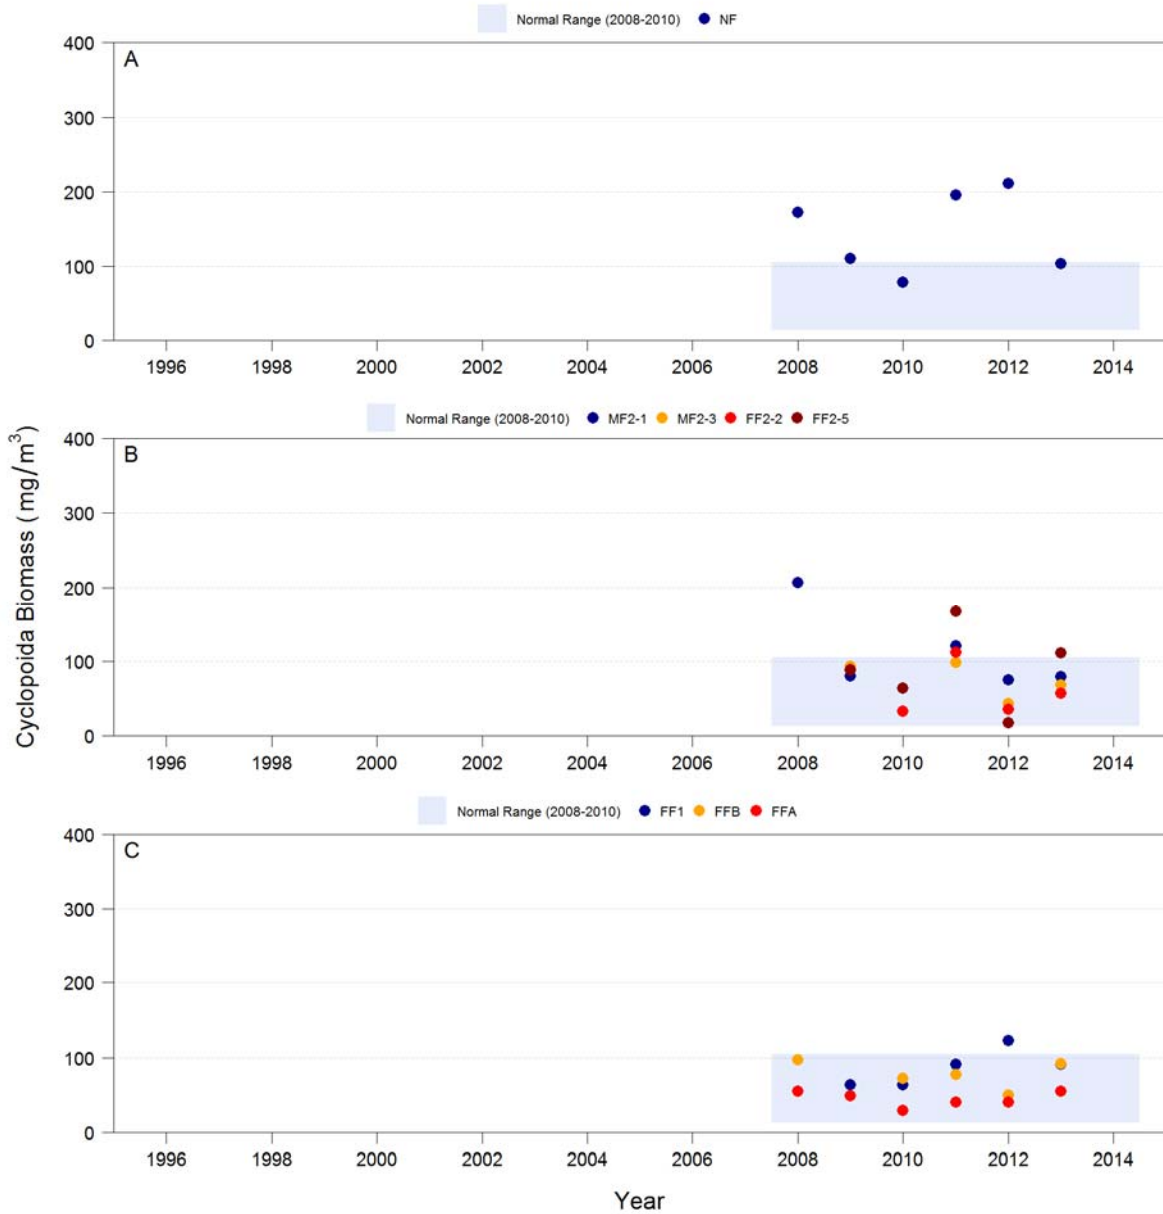 Normal Range (2008-2010) NF
A
400
300
200
100
0
1996 1998 2000 2002 2004 2006 2008 2010 2012 2014
Normal Range (2008-2010) MF2-1 MF2-3 FF2-2 FF2-5
B
400
300
200
100
0
1996 1998 2000 2002 2004 2006 2008 2010 2012 2014
Cyclopoida Biomass (mg/m³)
Normal Range (2008-2010) FF1 FFB FFA
C
400
300
200
100
0
1996 1998 2000 2002 2004 2006 2008 2010 2012 2014
Year